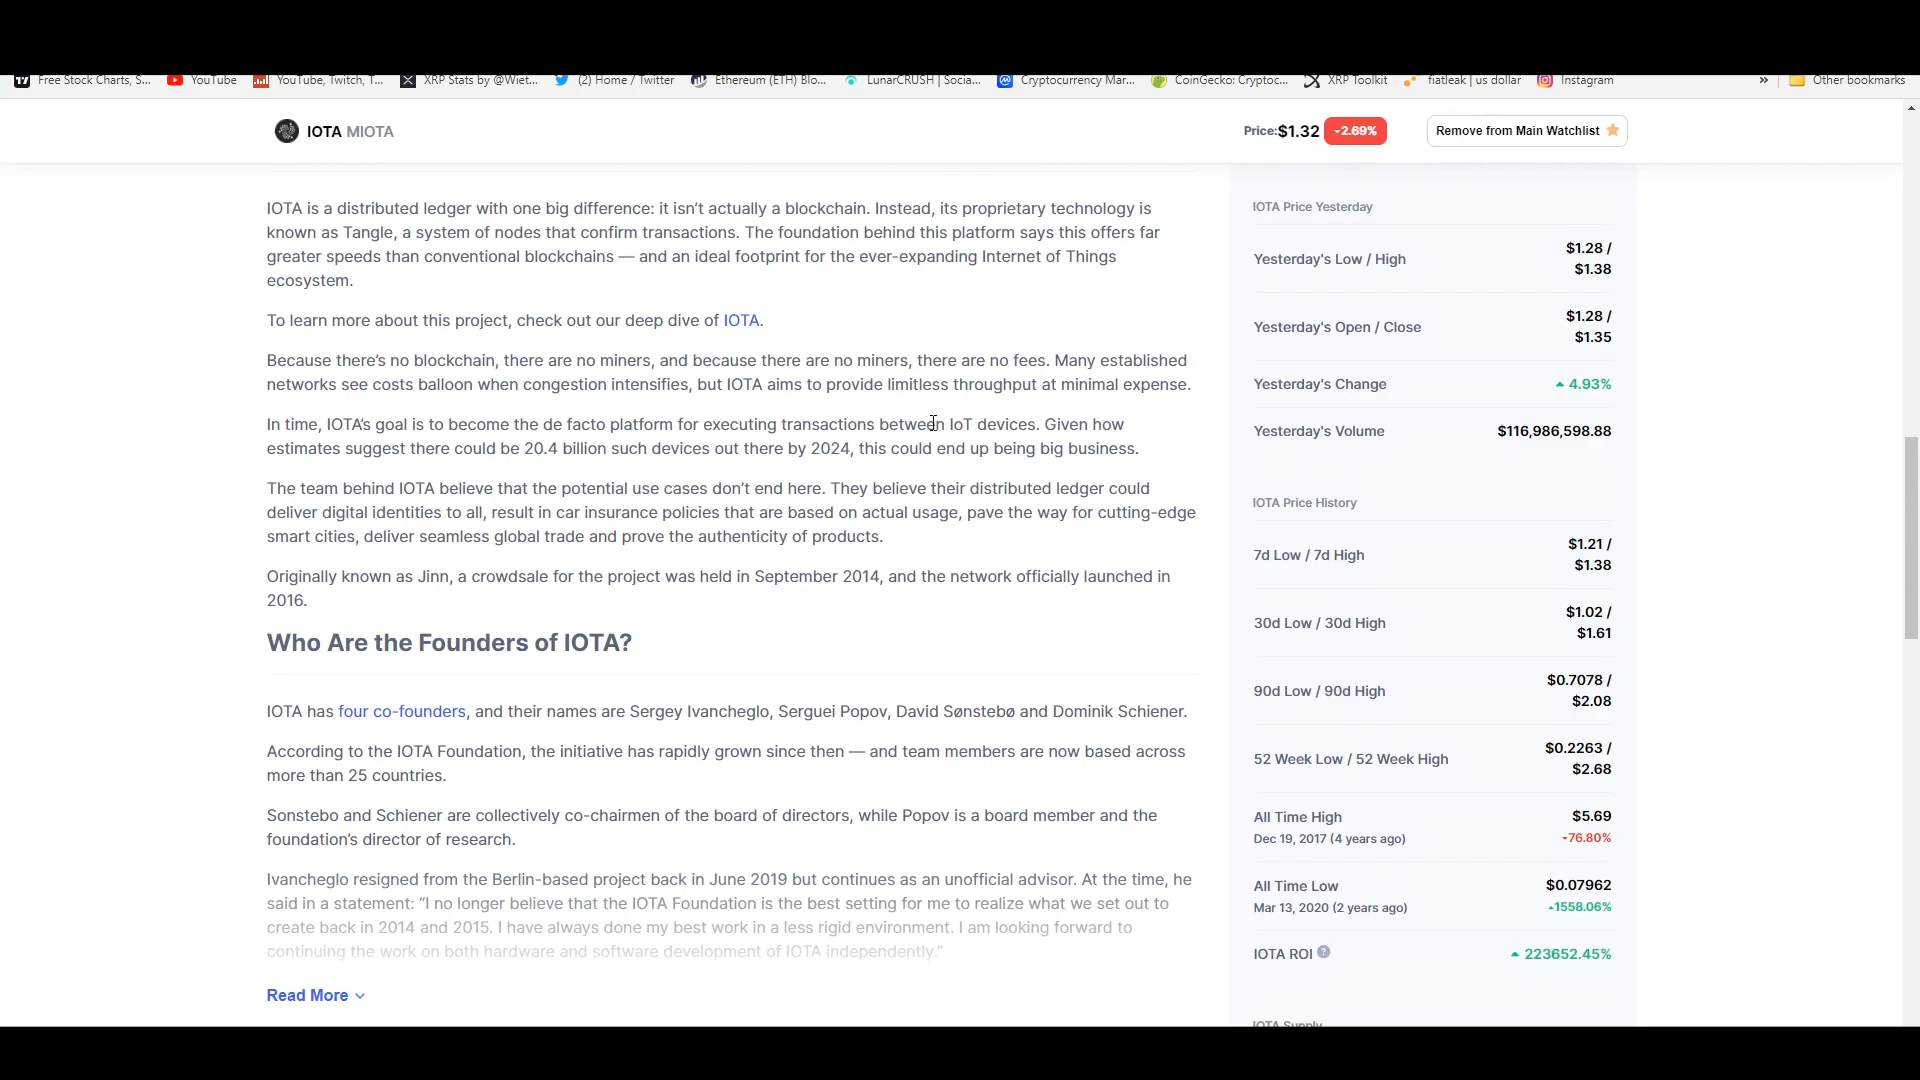 Free Stock Charts, S... YouTube YouTube, Twitch, T... XRP Stats by @Wiet... (2) Home / Twitter Ethereum (ETH) Blo... LunarCRUSH | Socia... Cryptocurrency Mar... CoinGecko: Cryptoc... XRP Toolkit fiatleak | us dollar Instagram » Other bookmarks
IOTA MIOTA
Price:$1.32 -2.69% Remove from Main Watchlist
IOTA is a distributed ledger with one big difference: it isn’t actually a blockchain. Instead, its proprietary technology is
known as Tangle, a system of nodes that confirm transactions. The foundation behind this platform says this offers far
greater speeds than conventional blockchains — and an ideal footprint for the ever-expanding Internet of Things
ecosystem.
To learn more about this project, check out our deep dive of IOTA.
Because there’s no blockchain, there are no miners, and because there are no miners, there are no fees. Many established
networks see costs balloon when congestion intensifies, but IOTA aims to provide limitless throughput at minimal expense.
In time, IOTA’s goal is to become the de facto platform for executing transactions between IoT devices. Given how
estimates suggest there could be 20.4 billion such devices out there by 2024, this could end up being big business.
The team behind IOTA believe that the potential use cases don’t end here. They believe their distributed ledger could
deliver digital identities to all, result in car insurance policies that are based on actual usage, pave the way for cutting-edge
smart cities, deliver seamless global trade and prove the authenticity of products.
Originally known as Jinn, a crowdsale for the project was held in September 2014, and the network officially launched in
2016.
Who Are the Founders of IOTA?
IOTA has four co-founders, and their names are Sergey Ivancheglo, Serguei Popov, David Sønstebø and Dominik Schiener.
According to the IOTA Foundation, the initiative has rapidly grown since then — and team members are now based across
more than 25 countries.
Sonstebo and Schiener are collectively co-chairmen of the board of directors, while Popov is a board member and the
foundation’s director of research.
Ivancheglo resigned from the Berlin-based project back in June 2019 but continues as an unofficial advisor. At the time, he
said in a statement: “I no longer believe that the IOTA Foundation is the best setting for me to realize what we set out to
create back in 2014 and 2015. I have always done my best work in a less rigid environment. I am looking forward to
continuing the work on both hardware and software development of IOTA independently.”
Read More
IOTA Price Yesterday
Yesterday's Low / High $1.28 /
$1.38
Yesterday's Open / Close $1.28 /
$1.35
Yesterday's Change 4.93%
Yesterday's Volume $116,986,598.88
IOTA Price History
7d Low / 7d High $1.21 /
$1.38
30d Low / 30d High $1.02 /
$1.61
90d Low / 90d High $0.7078 /
$2.08
52 Week Low / 52 Week High $0.2263 /
$2.68
All Time High $5.69
Dec 19, 2017 (4 years ago) -76.80%
All Time Low $0.07962
Mar 13, 2020 (2 years ago) 1558.06%
IOTA ROI ? 223652.45%
IOTA Supply